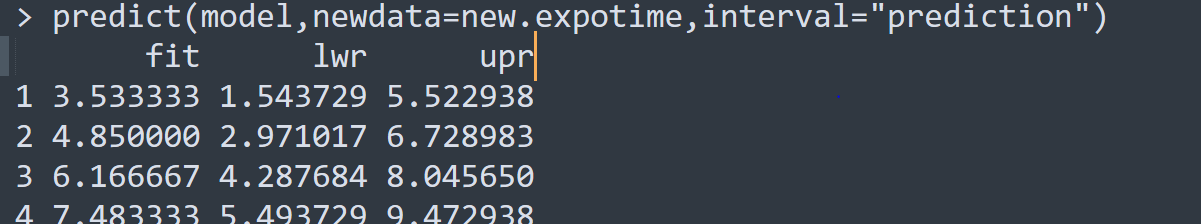 > predict(model,newdata=new.expotime,interval="prediction")
fit lwr upr
1 3.533333 1.543729 5.522938
2 4.850000 2.971017 6.728983
3 6.166667 4.287684 8.045650
4 7.483333 5.493729 9.472938